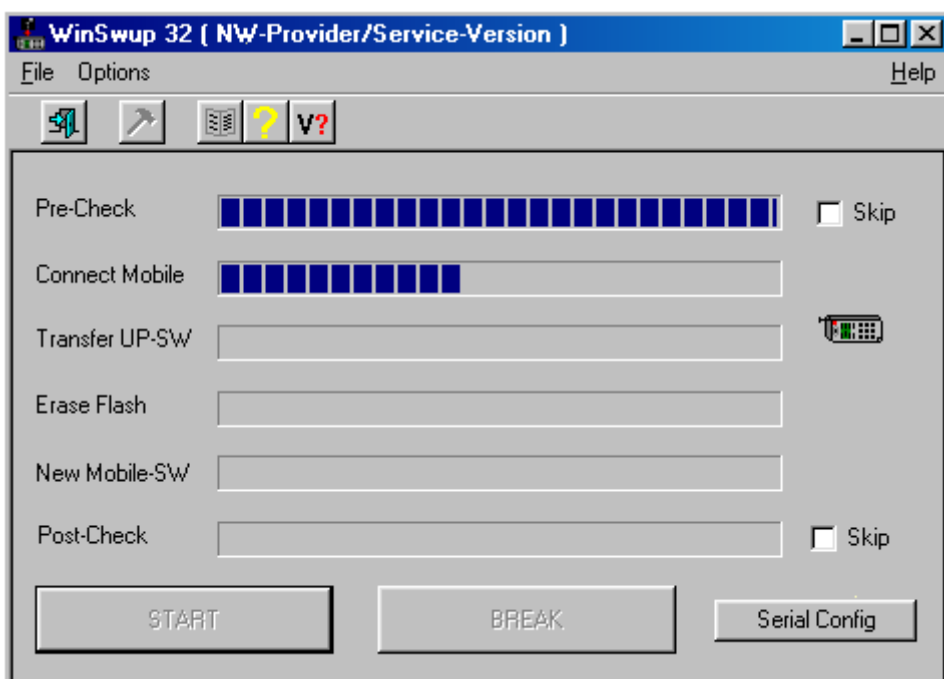 WinSwup 32 ( NW-Provider/Service-Version )
File Options Help
? V?
Pre-Check Skip
Connect Mobile
Transfer UP-SW
Erase Flash
New Mobile-SW
Post-Check Skip
START BREAK Serial Config